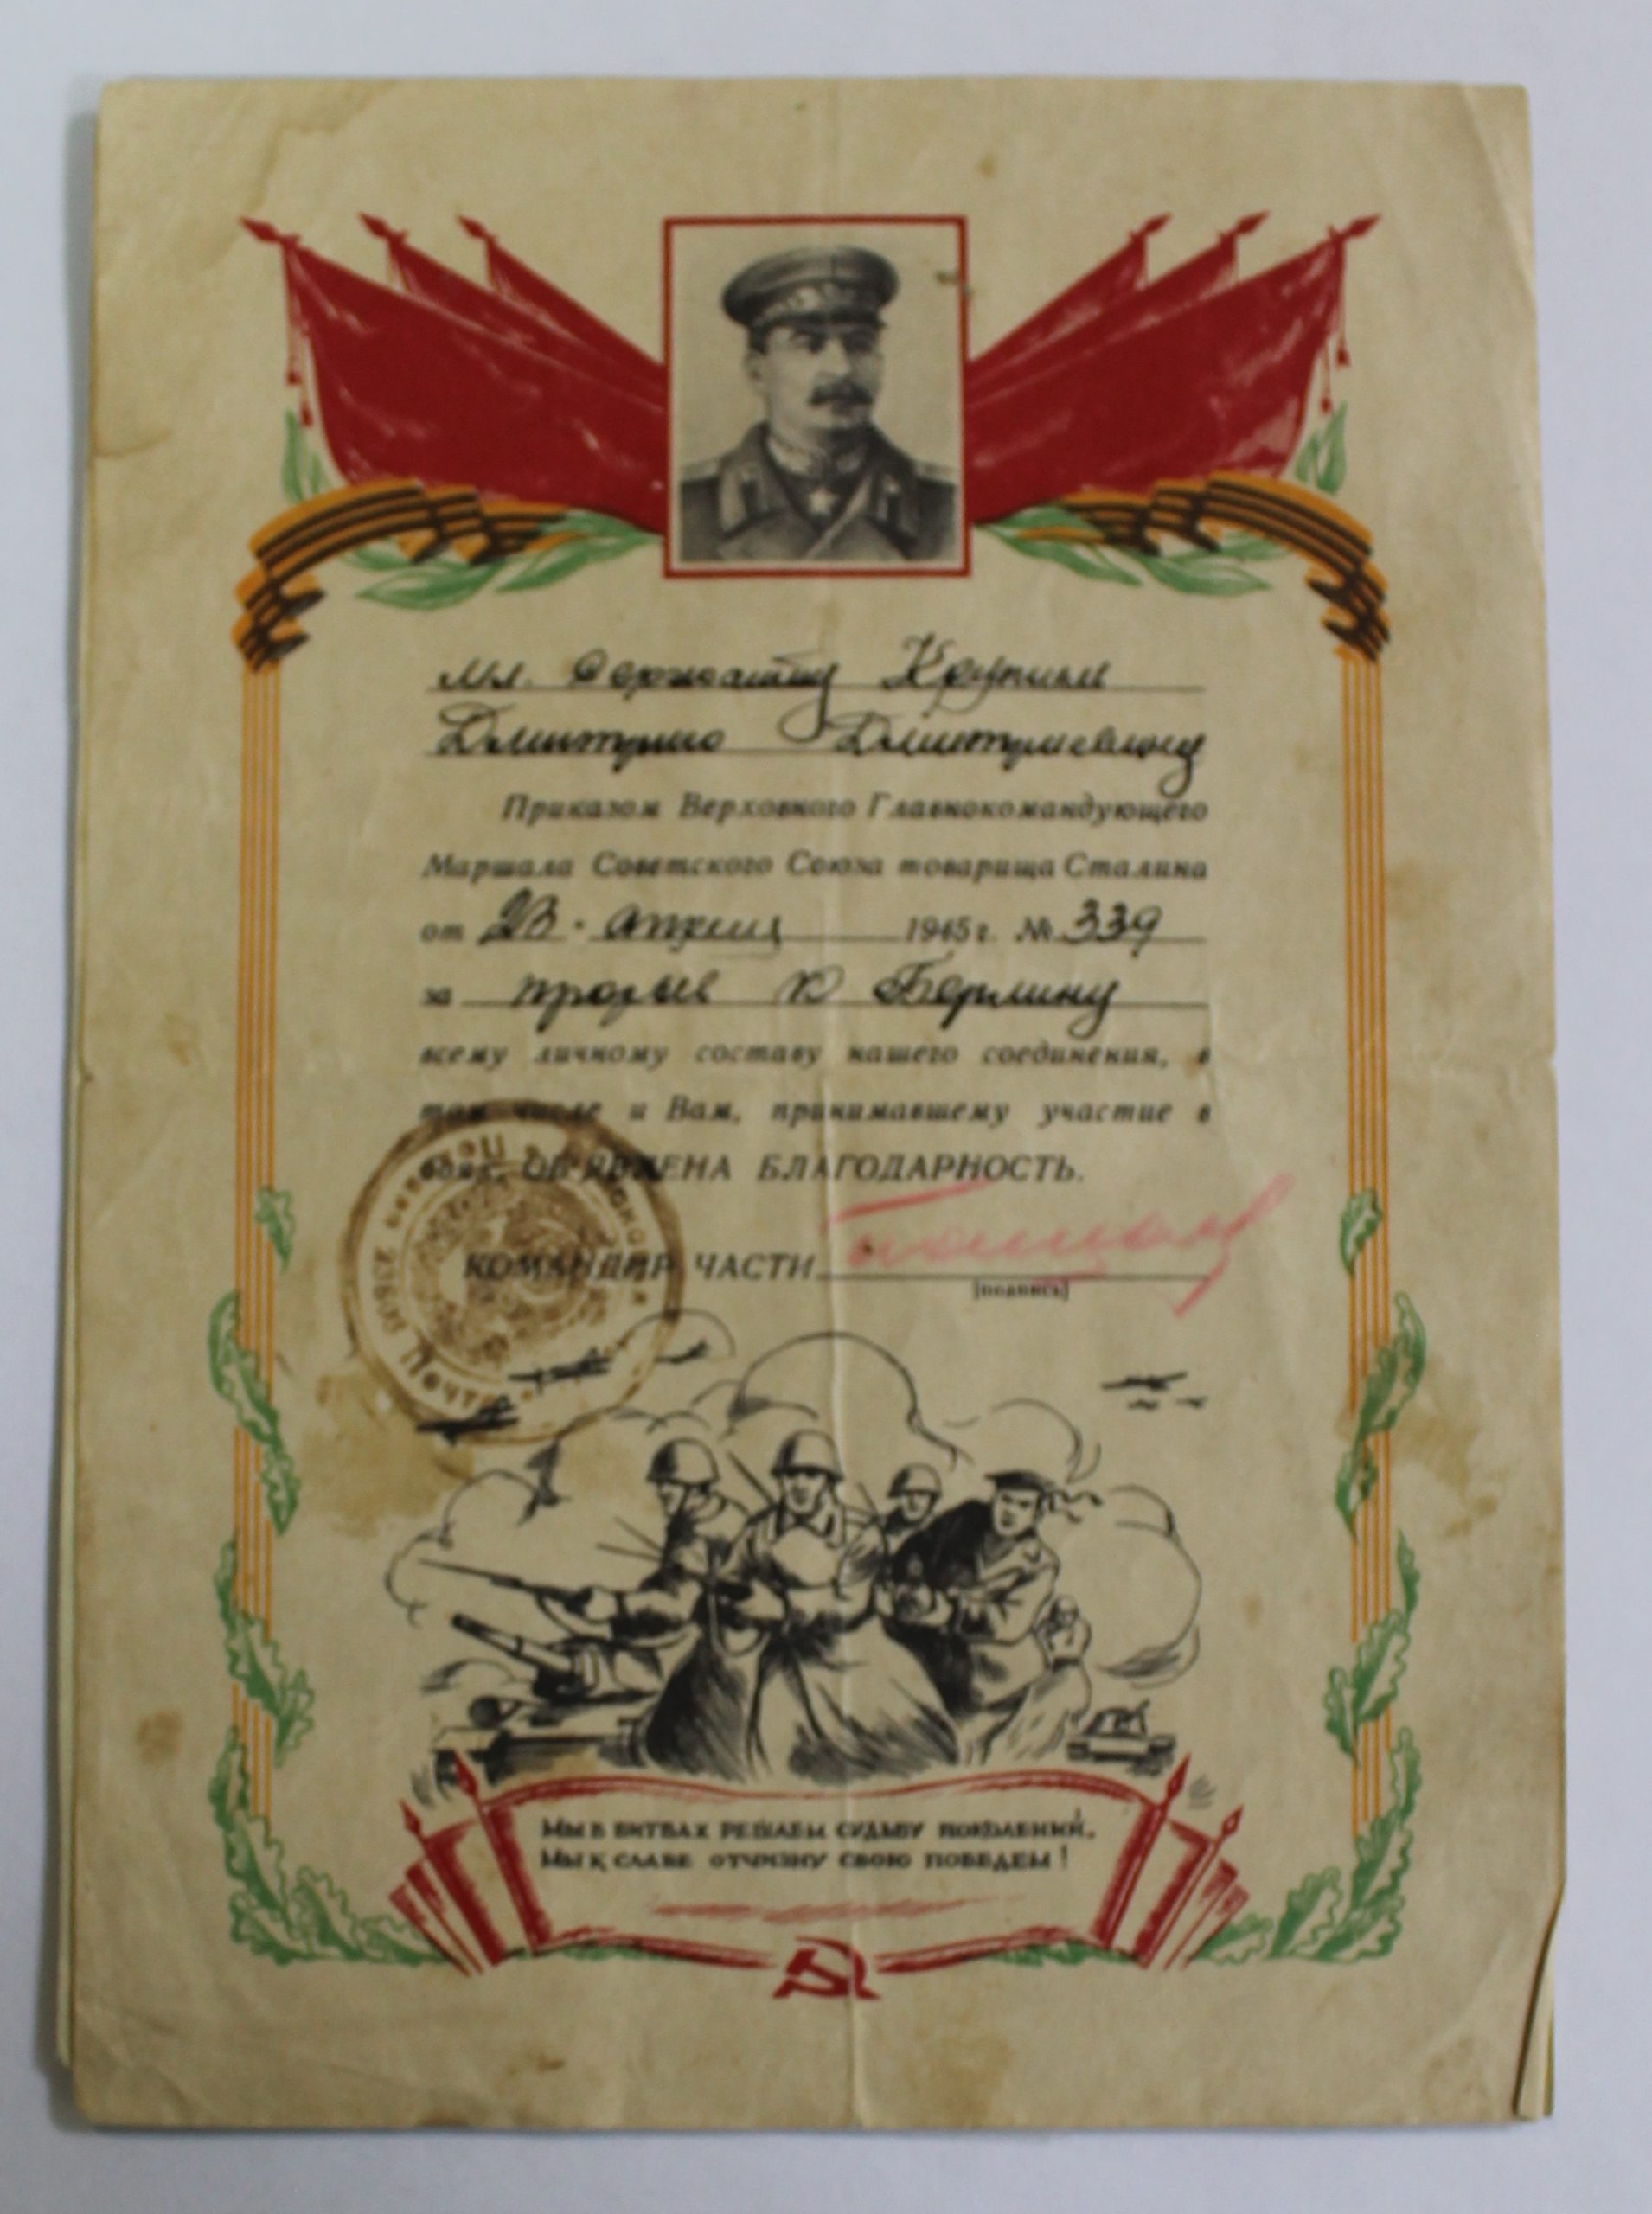 мл. Сержанту
Дмитрию Дмитриевичу
Приказом Верховного Главнокомандующего
Маршала Советского Союза товарища Сталина
от 23. апреля 1945 г. № 339
за прорыв к Берлину
всему личному составу нашего соединения, в
том числе и Вам, принимавшему участие в
боях, ОБ'ЯВЛЕНА БЛАГОДАРНОСТЬ.
КОМАНДИР ЧАСТИ
[подпись]
Мы в битвах решаем судьбу поколений,
Мы к славе отчизну свою поведем!